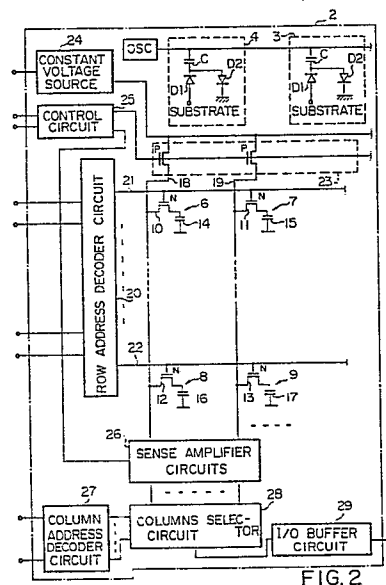 2
24
CONSTANT
VOLTAGE
SOURCE
OSC
4
C
D2
D1
SUBSTRATE
3
C
D2
D1
SUBSTRATE
25
CONTROL
CIRCUIT
P
P
18
19
23
21
N
6
10
14
N
7
11
15
ROW ADDRESS DECODER CIRCUIT
20
22
N
8
12
16
N
9
13
17
26
SENSE AMPLIFIER
CIRCUITS
27
COLUMN
ADDRESS
DECODER
CIRCUIT
28
COLUMNS SELEC-
TOR
CIRCUIT
29
I/O BUFFER
CIRCUIT
FIG. 2